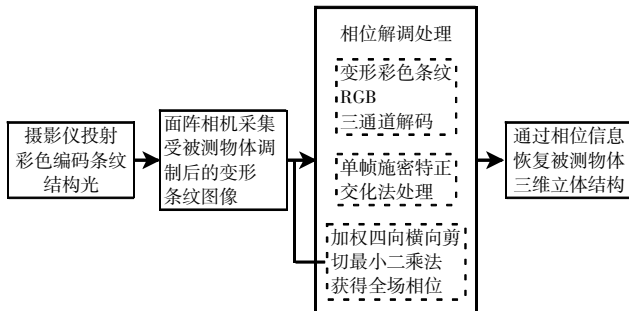 摄影仪投射
彩色编码条纹
结构光
面阵相机采集
受被测物体调
制后的变形
条纹图像
相位解调处理
变形彩色条纹
RGB
三通道解码
单帧施密特正
交化法处理
加权四向横向剪
切最小二乘法
获得全场相位
通过相位信息
恢复被测物体
三维立体结构